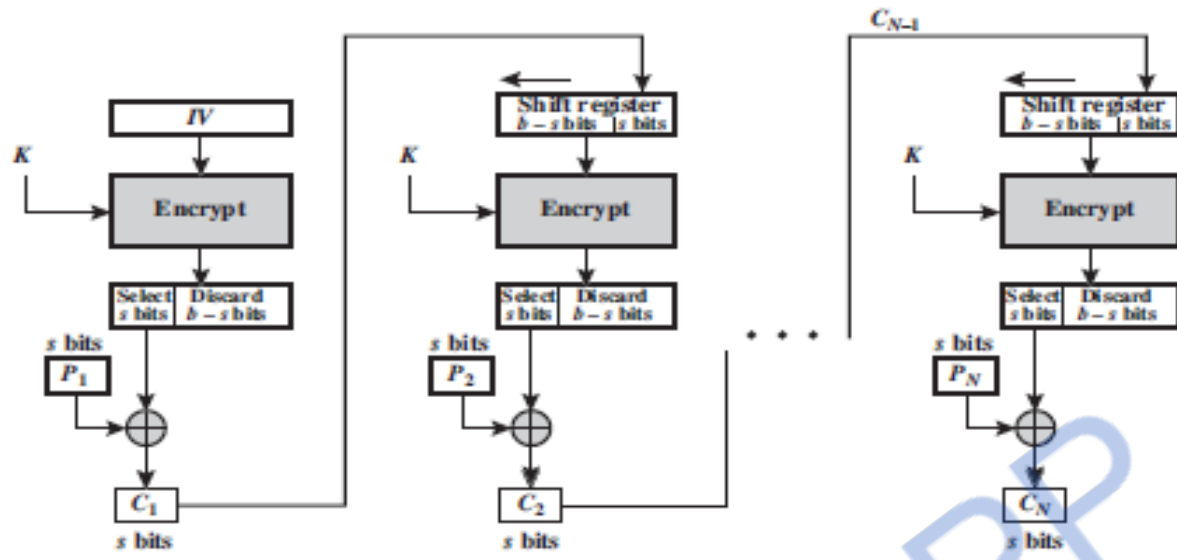 C_{N-1}
IV
Shift register
b – s bits | s bits
Shift register
b – s bits | s bits
K
K
K
Encrypt
Encrypt
Encrypt
Select Discard
s bits b – s bits
Select Discard
s bits b – s bits
Select Discard
s bits b – s bits
s bits
P_1
s bits
P_2
• • •
s bits
P_N
C_1
s bits
C_2
s bits
C_N
s bits
PP